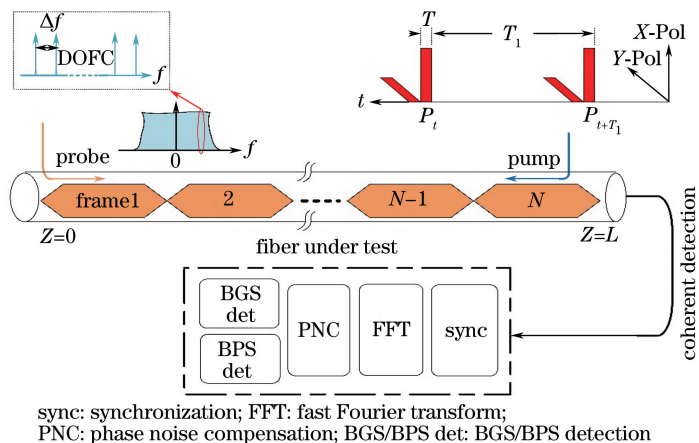 Δf
DOFC
f
0
f
T
T₁
X-Pol
Y-Pol
t
Pₜ
Pₜ₊T₁
probe
pump
frame1
2
N−1
N
Z=0
Z=L
fiber under test
coherent detection
BGS
det
BPS
det
PNC
FFT
sync
sync: synchronization; FFT: fast Fourier transform;
PNC: phase noise compensation; BGS/BPS det: BGS/BPS detection